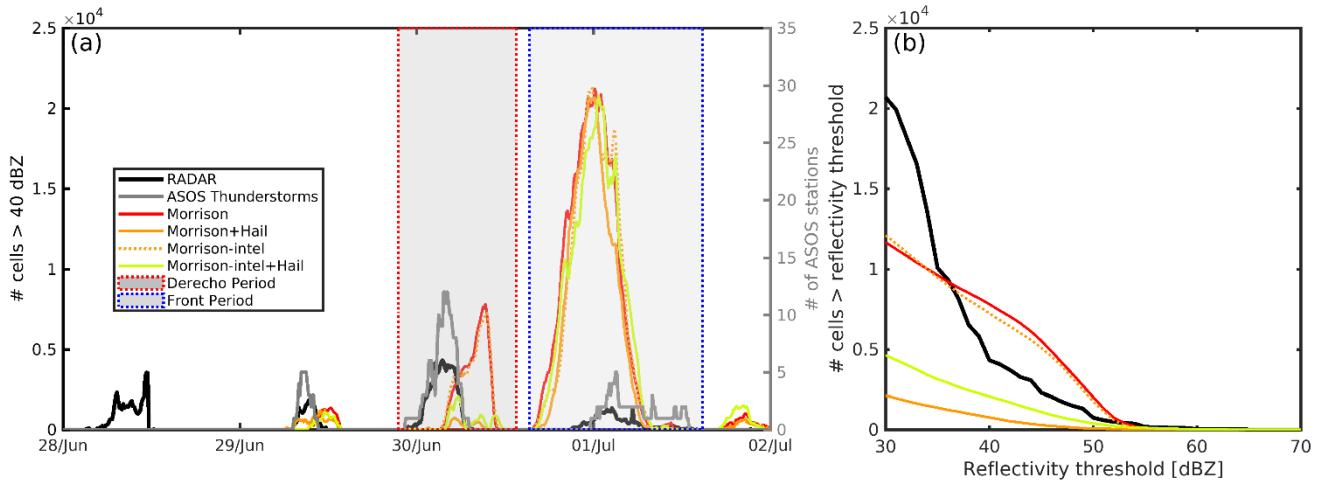 ×10⁴
(a)
# cells > 40 dBZ
2.5
2
1.5
1
0.5
0
28/Jun
29/Jun
30/Jun
01/Jul
02/Jul
RADAR
ASOS Thunderstorms
Morrison
Morrison+Hail
Morrison-intel
Morrison-intel+Hail
Derecho Period
Front Period
35
30
25
20
15
10
5
0
# of ASOS stations
×10⁴
(b)
# cells > reflectivity threshold
2.5
2
1.5
1
0.5
0
30
40
50
60
70
Reflectivity threshold [dBZ]